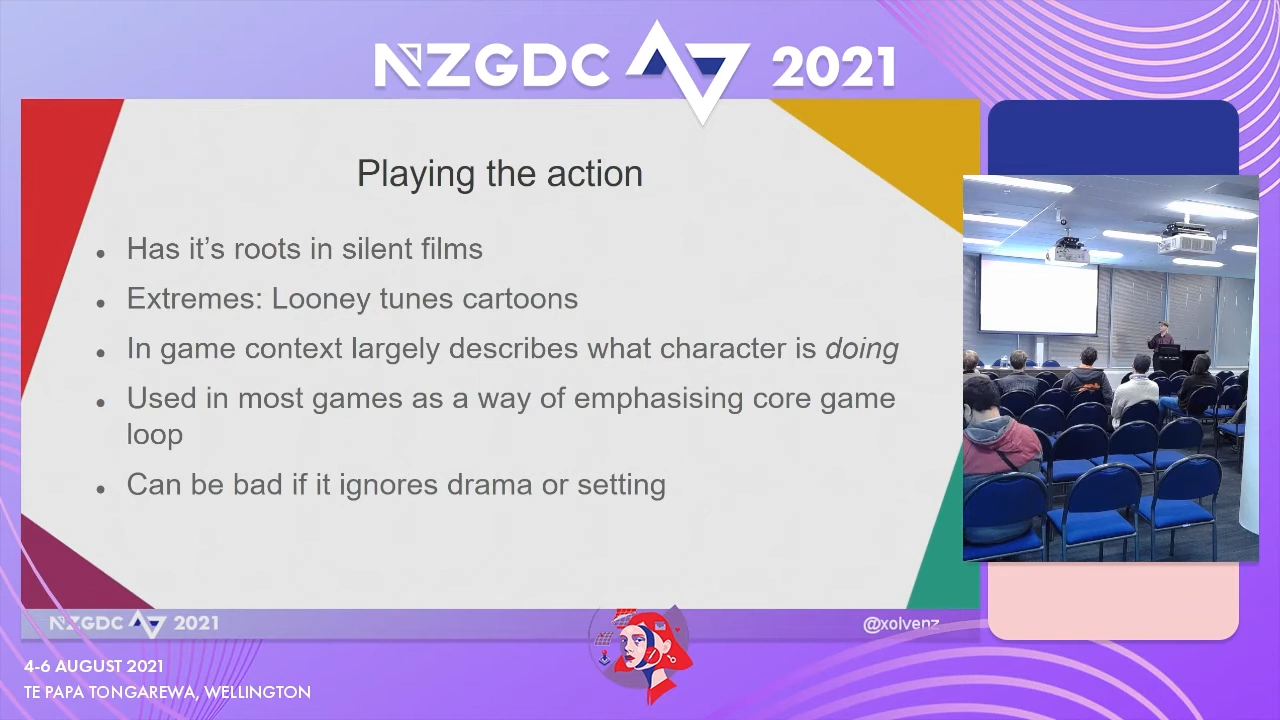 NZGDC 2021
Playing the action
Has it's roots in silent films
Extremes: Looney tunes cartoons
In game context largely describes what character is doing
Used in most games as a way of emphasising core game
loop
Can be bad if it ignores drama or setting
NZGDC 2021
@xolvenz
4-6 AUGUST 2021
TE PAPA TONGAREWA, WELLINGTON